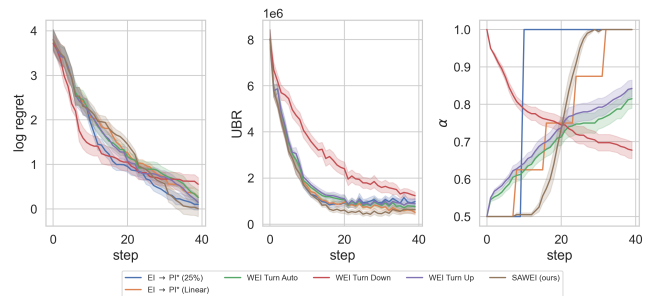 1e6
4
3
2
1
0
log regret
0
20
40
step
8
6
4
2
0
UBR
0
20
40
step
1.0
0.9
0.8
0.7
0.6
0.5
α
0
20
40
step
EI → PI* (25%)
WEI Turn Auto
WEI Turn Down
WEI Turn Up
SAWEI (ours)
EI → PI* (Linear)